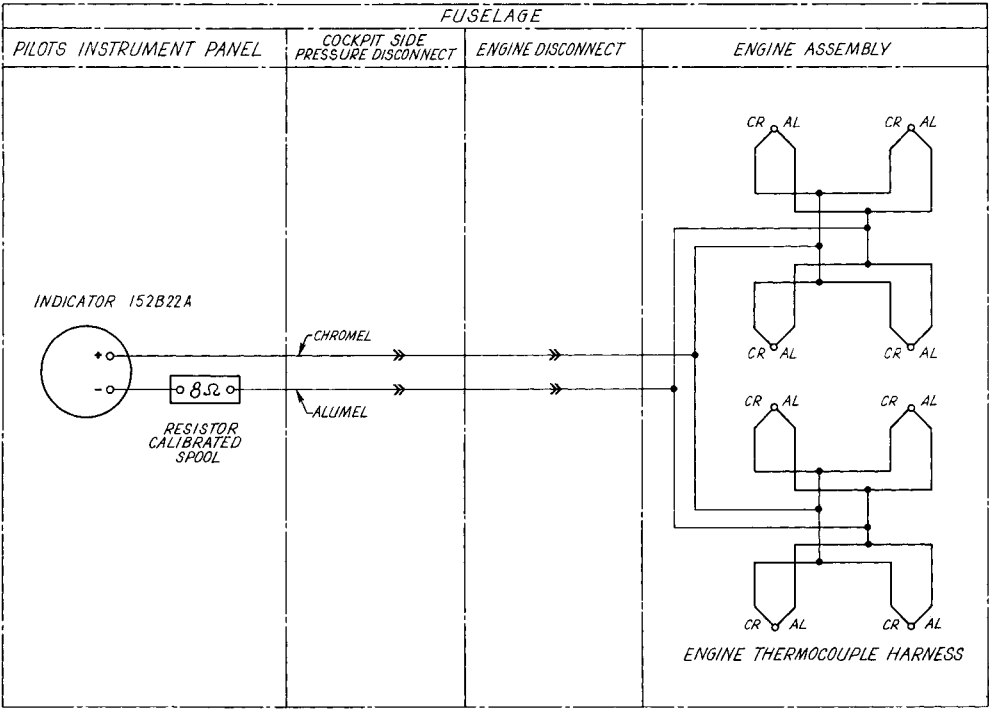 FUSELAGE
PILOTS INSTRUMENT PANEL
COCKPIT SIDE
PRESSURE DISCONNECT
ENGINE DISCONNECT
ENGINE ASSEMBLY
CR AL
CR AL
INDICATOR 152B22A
+
-
8Ω
RESISTOR
CALIBRATED
SPOOL
CHROMEL
ALUMEL
CR AL
CR AL
CR AL
CR AL
CR AL
CR AL
ENGINE THERMOCOUPLE HARNESS